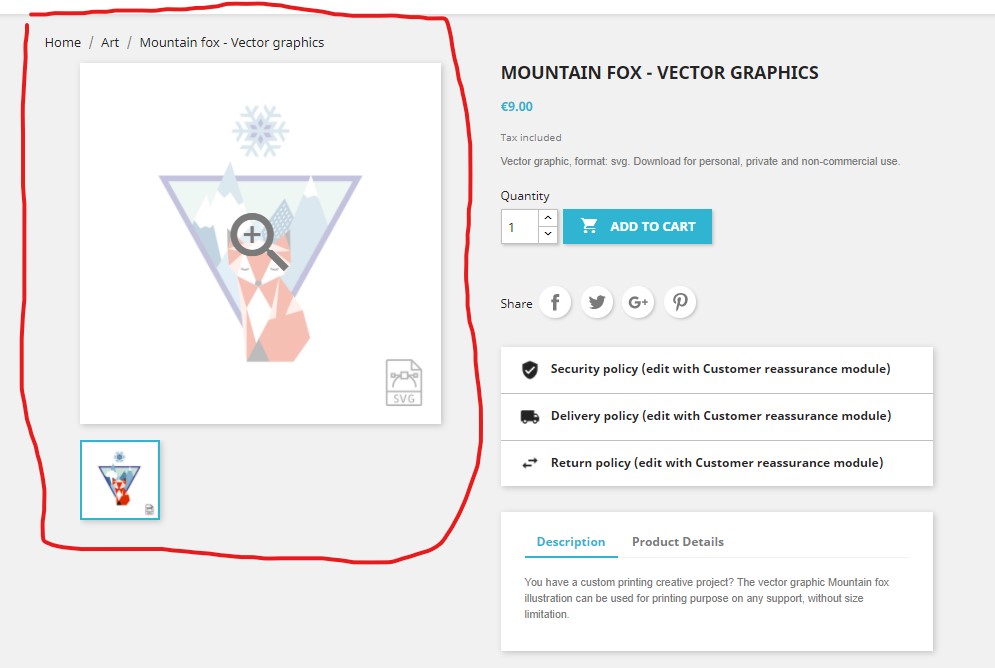 Home / Art / Mountain fox - Vector graphics
SVG
MOUNTAIN FOX - VECTOR GRAPHICS
€9.00
Tax included
Vector graphic, format: svg. Download for personal, private and non-commercial use.
Quantity
1
ADD TO CART
Share
Security policy (edit with Customer reassurance module)
Delivery policy (edit with Customer reassurance module)
Return policy (edit with Customer reassurance module)
Description Product Details
You have a custom printing creative project? The vector graphic Mountain fox
illustration can be used for printing purpose on any support, without size
limitation.